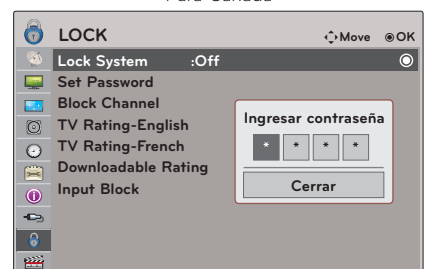 Para Canadá
LOCK Move OK
Lock System :Off
Set Password
Block Channel
TV Rating-English
TV Rating-French
Downloadable Rating
Input Block
Ingresar contraseña
* * * *
Cerrar